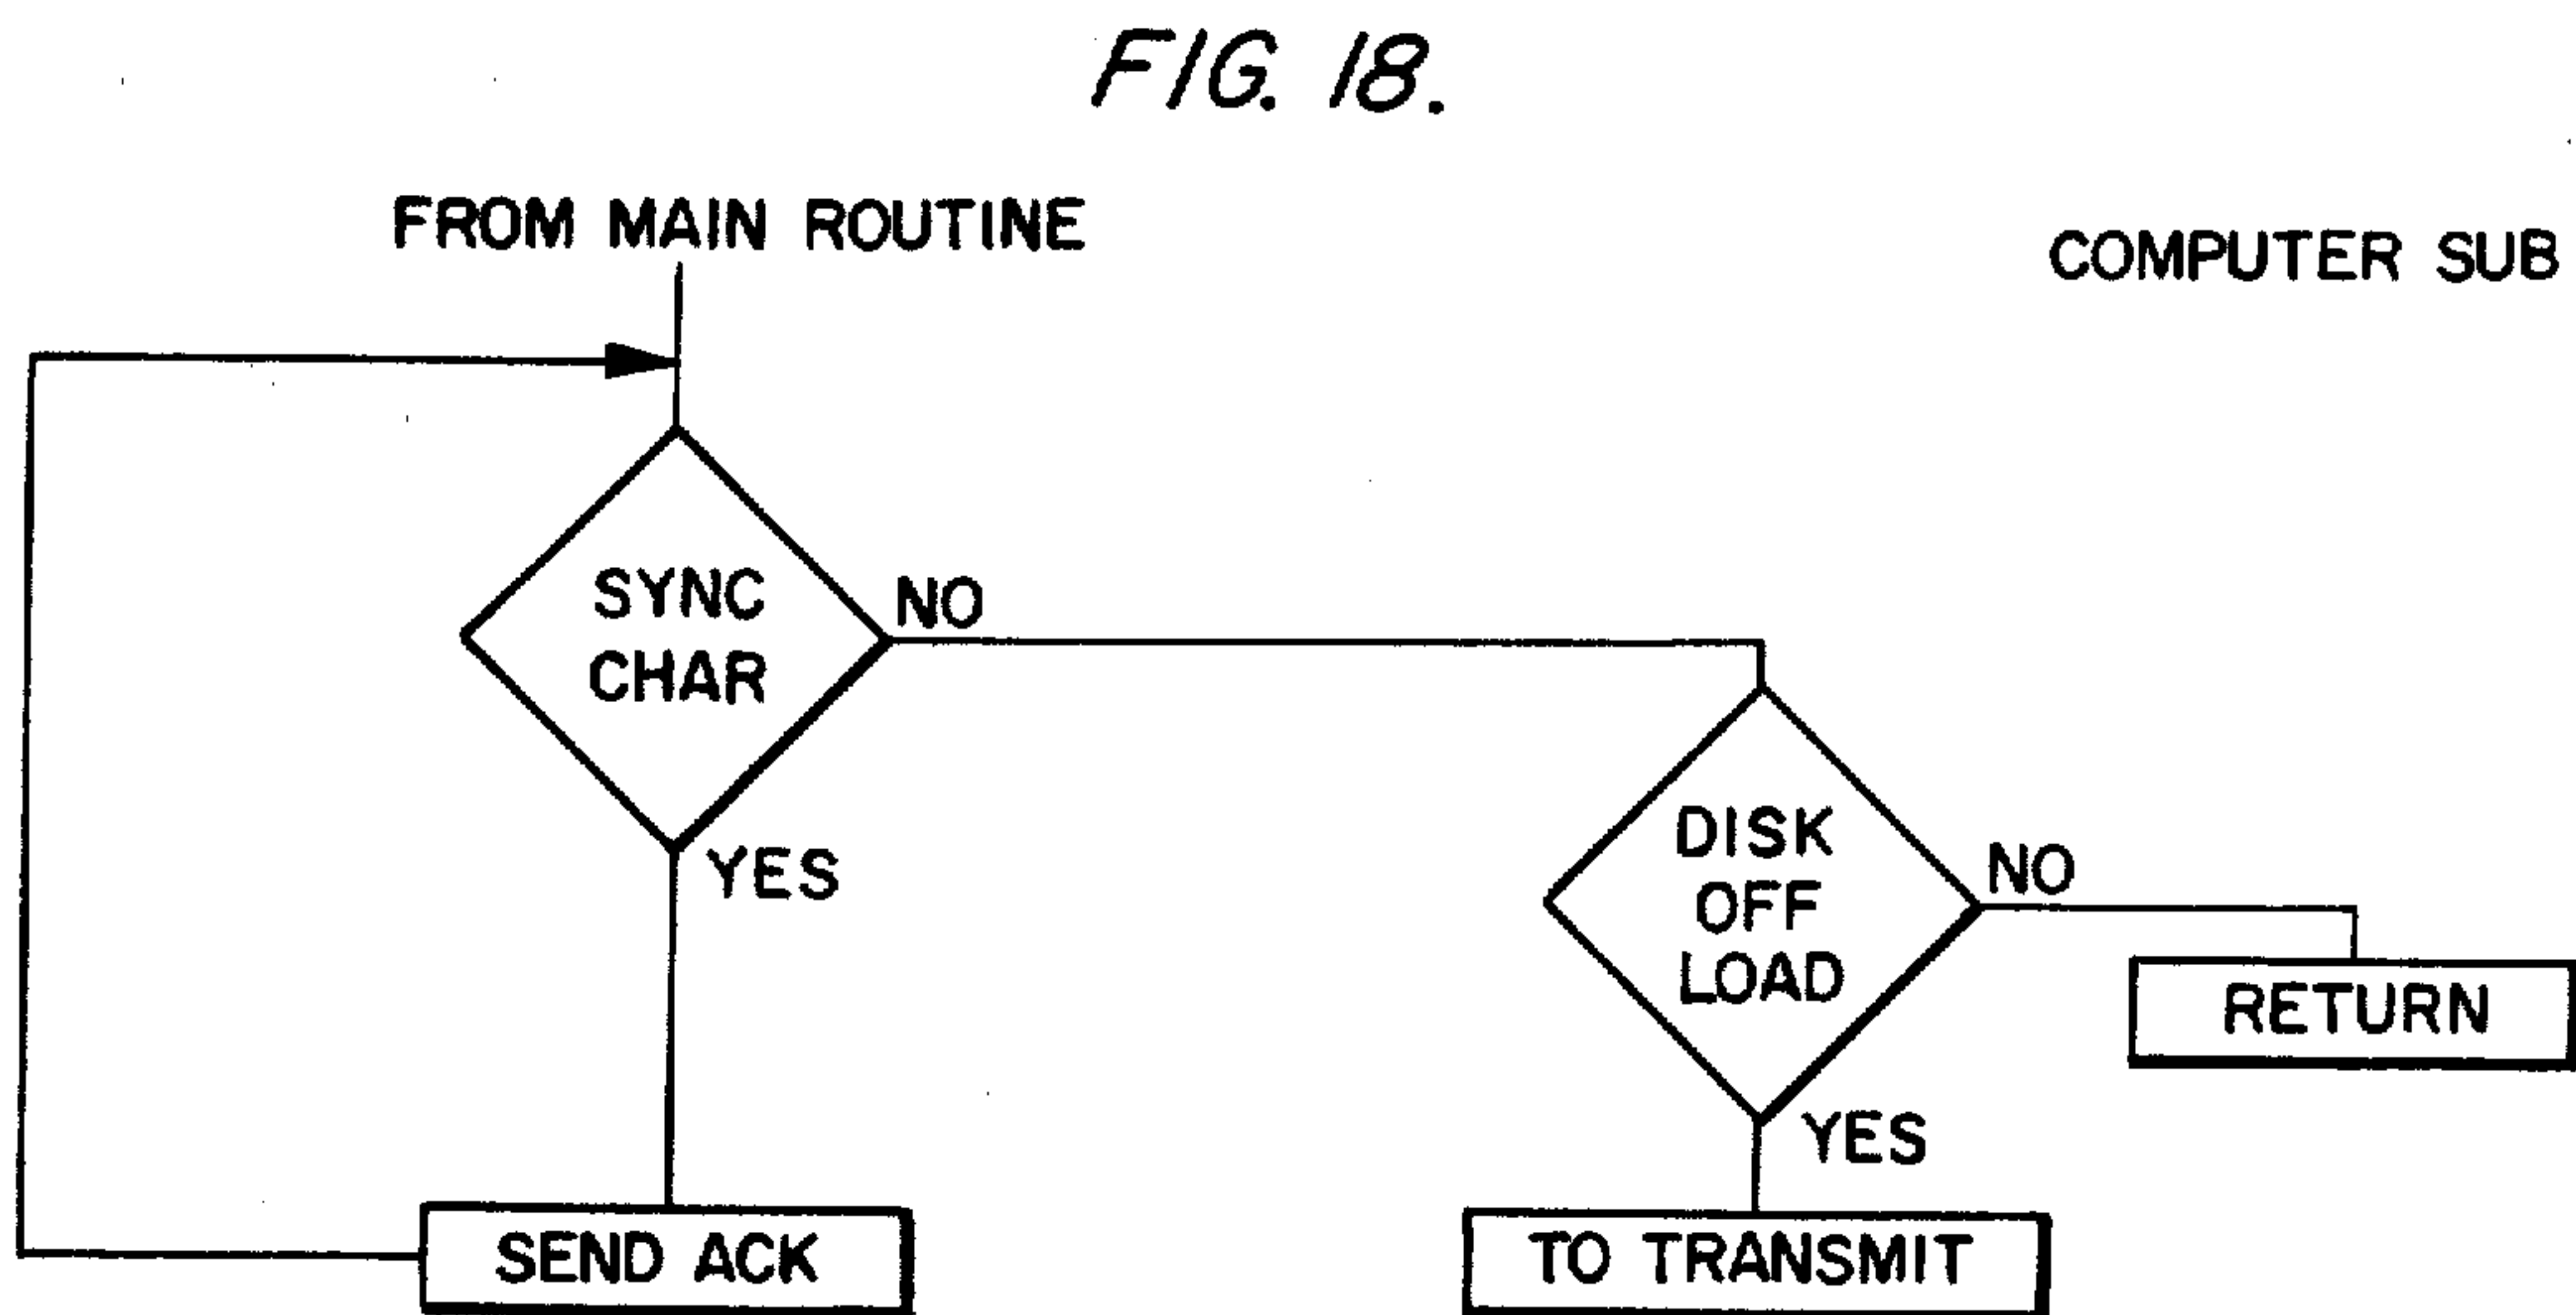 FIG. 18.
FROM MAIN ROUTINE
COMPUTER SUB
SYNC
CHAR
NO
YES
DISK
OFF
LOAD
NO
RETURN
YES
SEND ACK
TO TRANSMIT